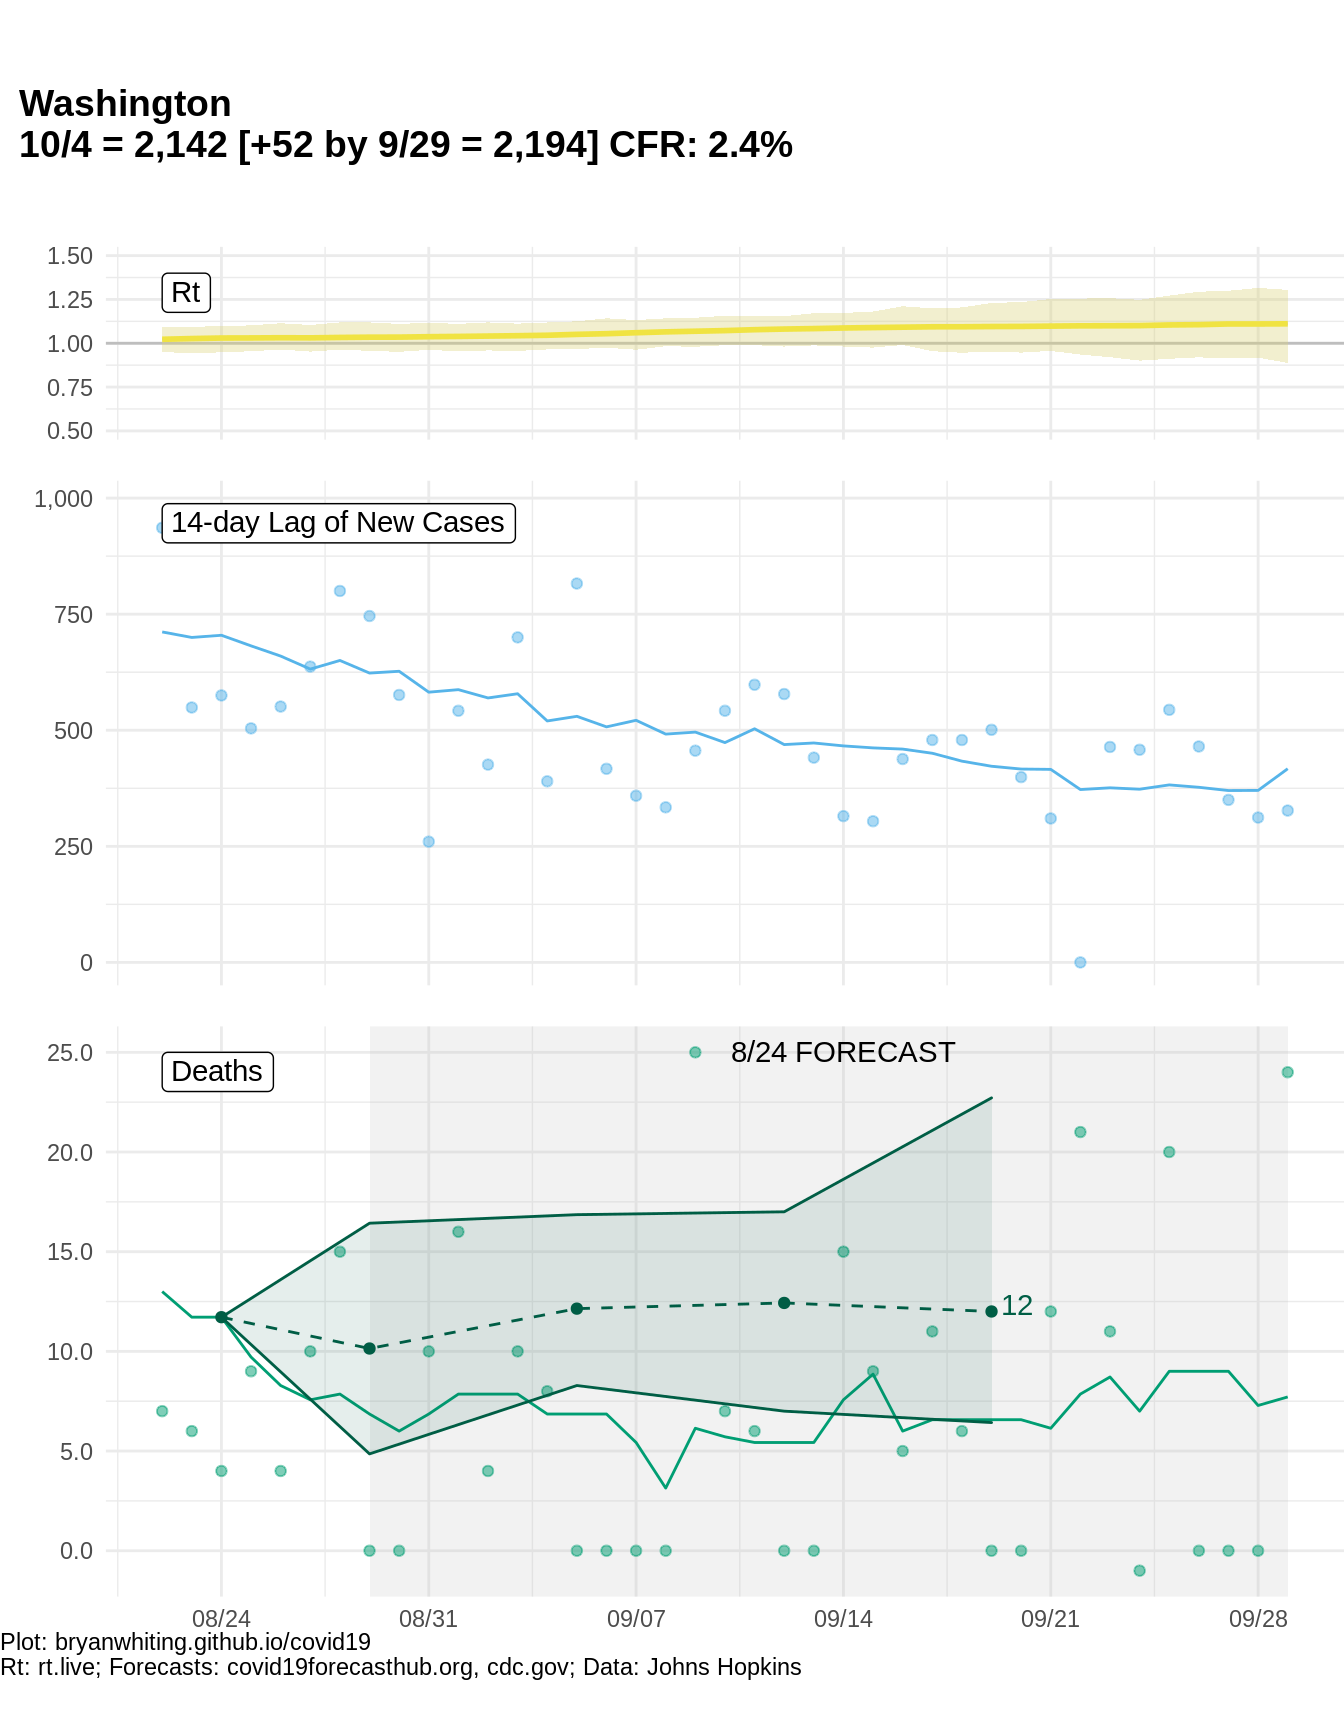 Washington
10/4 = 2,142 [+52 by 9/29 = 2,194] CFR: 2.4%
1.50
Rt
1.25
1.00
0.75
0.50
1,000
14-day Lag of New Cases
750
500
250
0
25.0
8/24 FORECAST
Deaths
20.0
15.0
12
10.0
5.0
0.0
08/24 08/31 09/07 09/14 09/21 09/28
Plot: bryanwhiting.github.io/covid19
Rt: rt.live; Forecasts: covid19forecasthub.org, cdc.gov; Data: Johns Hopkins